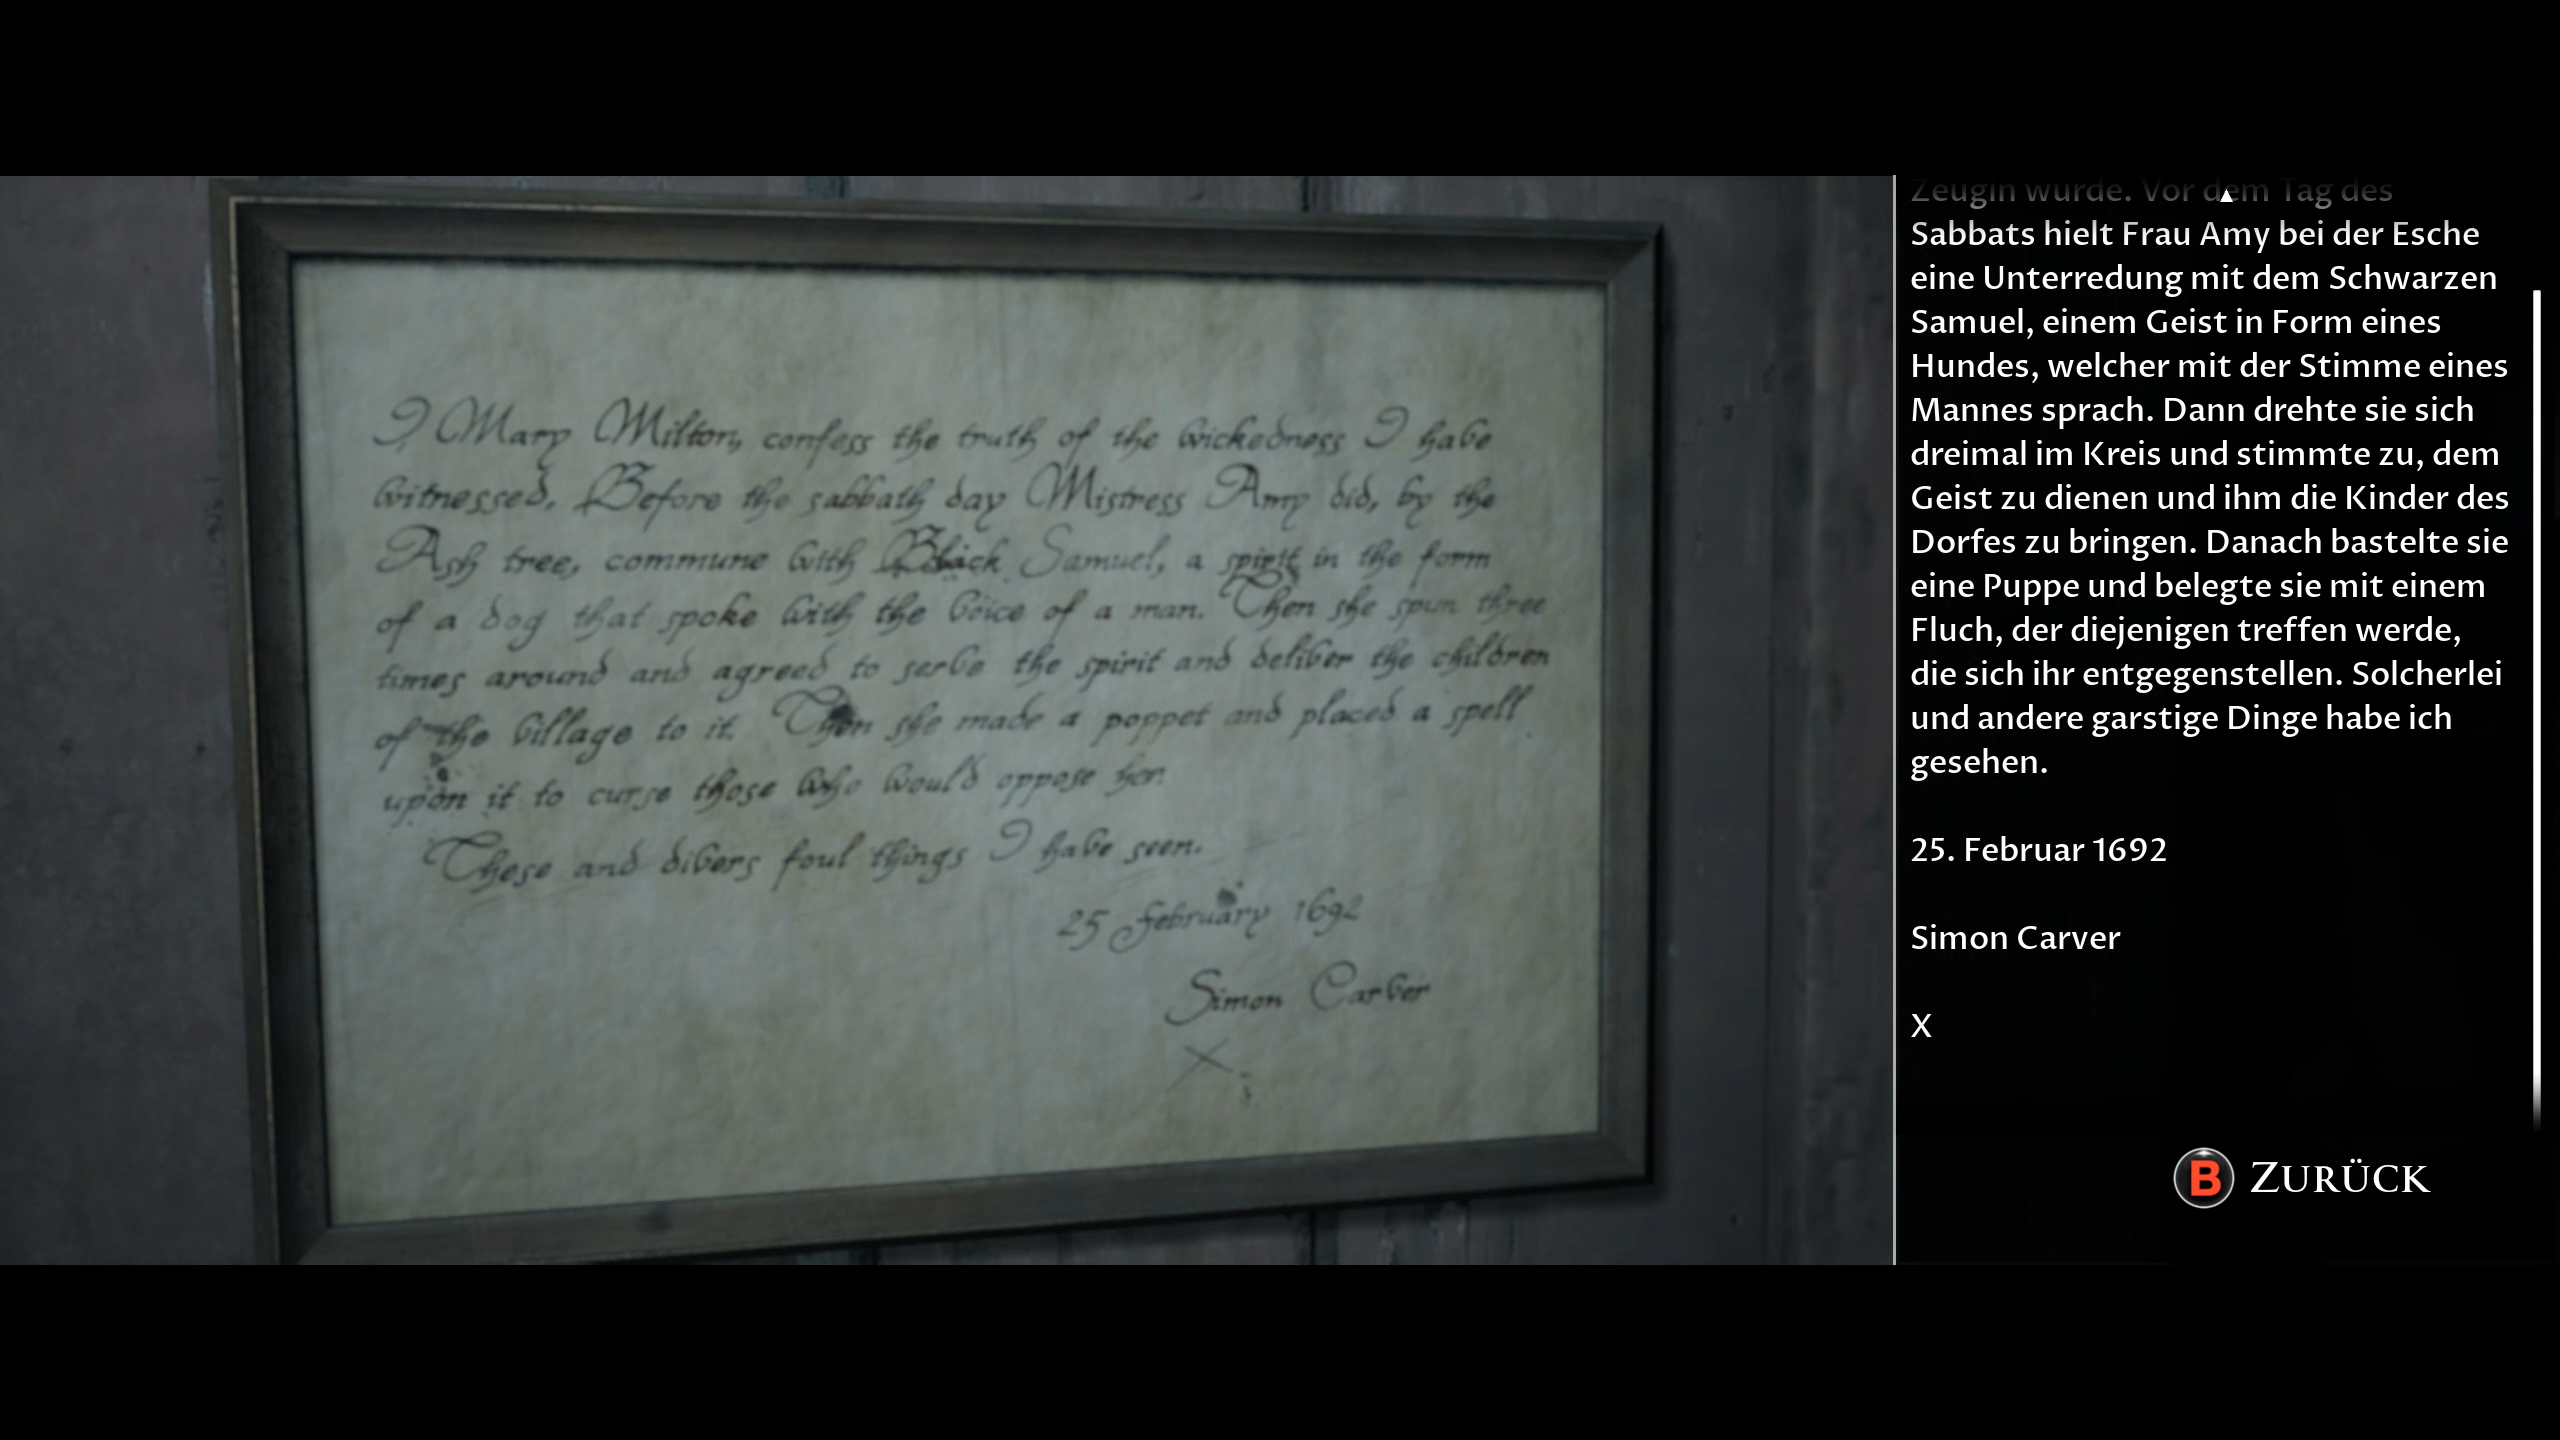 I, Mary Milton, confess the truth of the wickedness I have
witnessed. Before the sabbath day Mistress Amy did, by the
Ash tree, commune with Black Samuel, a spirit in the form
of a dog that spoke with the voice of a man. Then she spun three
times around and agreed to serve the spirit and deliver the children
of the village to it. Then she made a poppet and placed a spell
upon it to curse those who would oppose her.
These and divers foul things I have seen.
25 February 1692
Simon Carver
X
Zeugin wurde. Vor dem Tag des
Sabbats hielt Frau Amy bei der Esche
eine Unterredung mit dem Schwarzen
Samuel, einem Geist in Form eines
Hundes, welcher mit der Stimme eines
Mannes sprach. Dann drehte sie sich
dreimal im Kreis und stimmte zu, dem
Geist zu dienen und ihm die Kinder des
Dorfes zu bringen. Danach bastelte sie
eine Puppe und belegte sie mit einem
Fluch, der diejenigen treffen werde,
die sich ihr entgegenstellen. Solcherlei
und andere garstige Dinge habe ich
gesehen.
25. Februar 1692
Simon Carver
X
B ZURÜCK